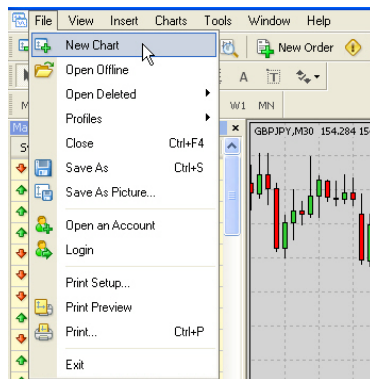 File View Insert Charts Tools Window Help
New Chart
New Order
Open Offline
A T
Open Deleted
M W1 MN
Profiles
Ma
GBPJPY,M30 154.284 15
Close Ctrl+F4
S
Save As Ctrl+S
Save As Picture...
Open an Account
Login
Print Setup...
Print Preview
Print... Ctrl+P
Exit